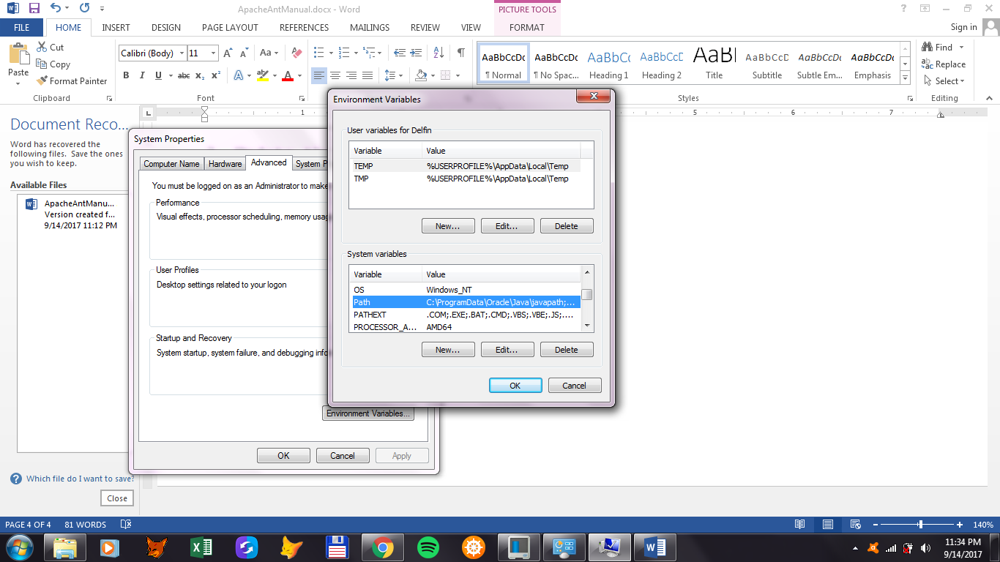 ApacheAntManual.docx - Word
PICTURE TOOLS
FILE HOME INSERT DESIGN PAGE LAYOUT REFERENCES MAILINGS REVIEW VIEW FORMAT Sign in
Paste
Cut
Copy
Format Painter
Clipboard
Calibri (Body) 11
Font
AaBbCcDc AaBbCcDc AaBbCc AaBbCcD AaBl AaBbCcD AaBbCcDc AaBbCcDc
¶ Normal ¶ No Spac... Heading 1 Heading 2 Title Subtitle Subtle Em... Emphasis
Styles
Find
Replace
Select
Editing
Document Reco...
Word has recovered the
following files. Save the ones
you wish to keep.
Available Files
ApacheAntManu...
Version created f...
9/14/2017 11:12 PM
Which file do I want to save?
Close
1 5 6 7
System Properties
Computer Name Hardware Advanced System P
You must be logged on as an Administrator to make
Performance
Visual effects, processor scheduling, memory usag
User Profiles
Desktop settings related to your logon
Startup and Recovery
System startup, system failure, and debugging info
Environment Variables...
OK Cancel Apply
Environment Variables
User variables for Delfin
Variable Value
TEMP %USERPROFILE%\AppData\Local\Temp
TMP %USERPROFILE%\AppData\Local\Temp
New... Edit... Delete
System variables
Variable Value
OS Windows_NT
Path C:\ProgramData\Oracle\Java\javapath;...
PATHEXT .COM;.EXE;.BAT;.CMD;.VBS;.VBE;.JS;....
PROCESSOR_A... AMD64
New... Edit... Delete
OK Cancel
PAGE 4 OF 4 81 WORDS 140%
11:34 PM
9/14/2017